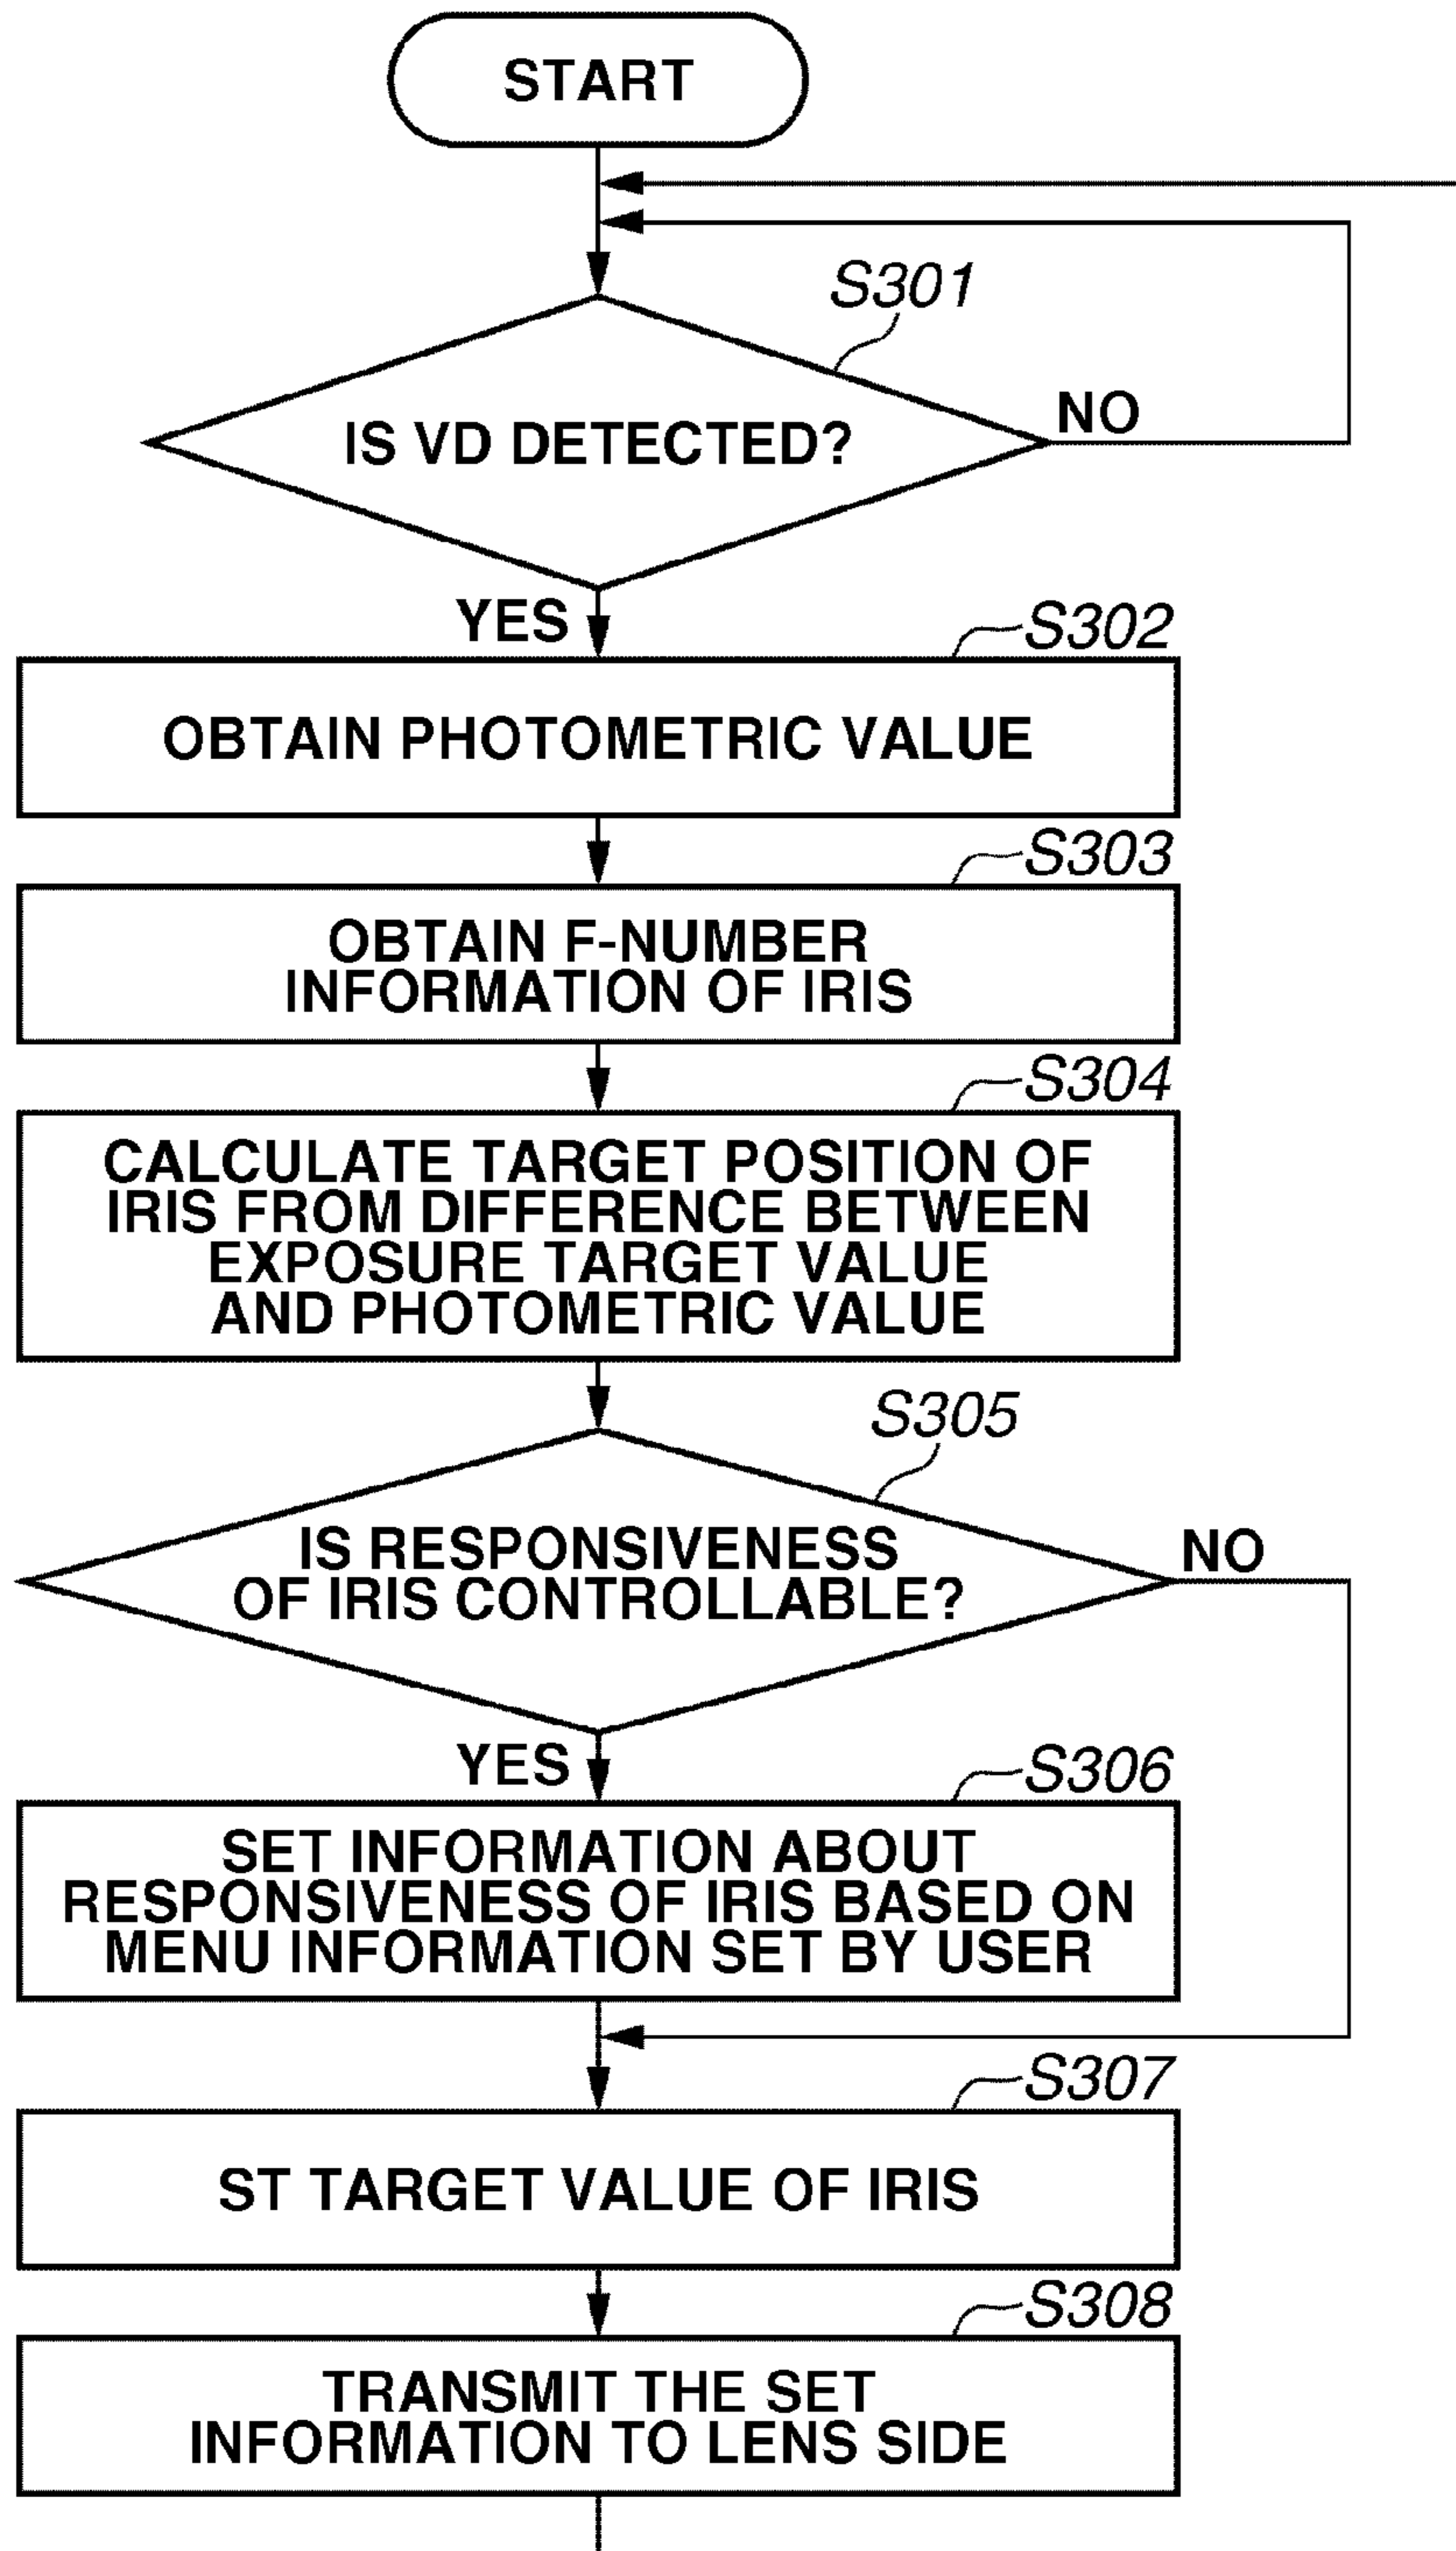 START
S301
IS VD DETECTED?
NO
YES
S302
OBTAIN PHOTOMETRIC VALUE
S303
OBTAIN F-NUMBER
INFORMATION OF IRIS
S304
CALCULATE TARGET POSITION OF
IRIS FROM DIFFERENCE BETWEEN
EXPOSURE TARGET VALUE
AND PHOTOMETRIC VALUE
S305
IS RESPONSIVENESS
OF IRIS CONTROLLABLE?
NO
YES
S306
SET INFORMATION ABOUT
RESPONSIVENESS OF IRIS BASED ON
MENU INFORMATION SET BY USER
S307
ST TARGET VALUE OF IRIS
S308
TRANSMIT THE SET
INFORMATION TO LENS SIDE